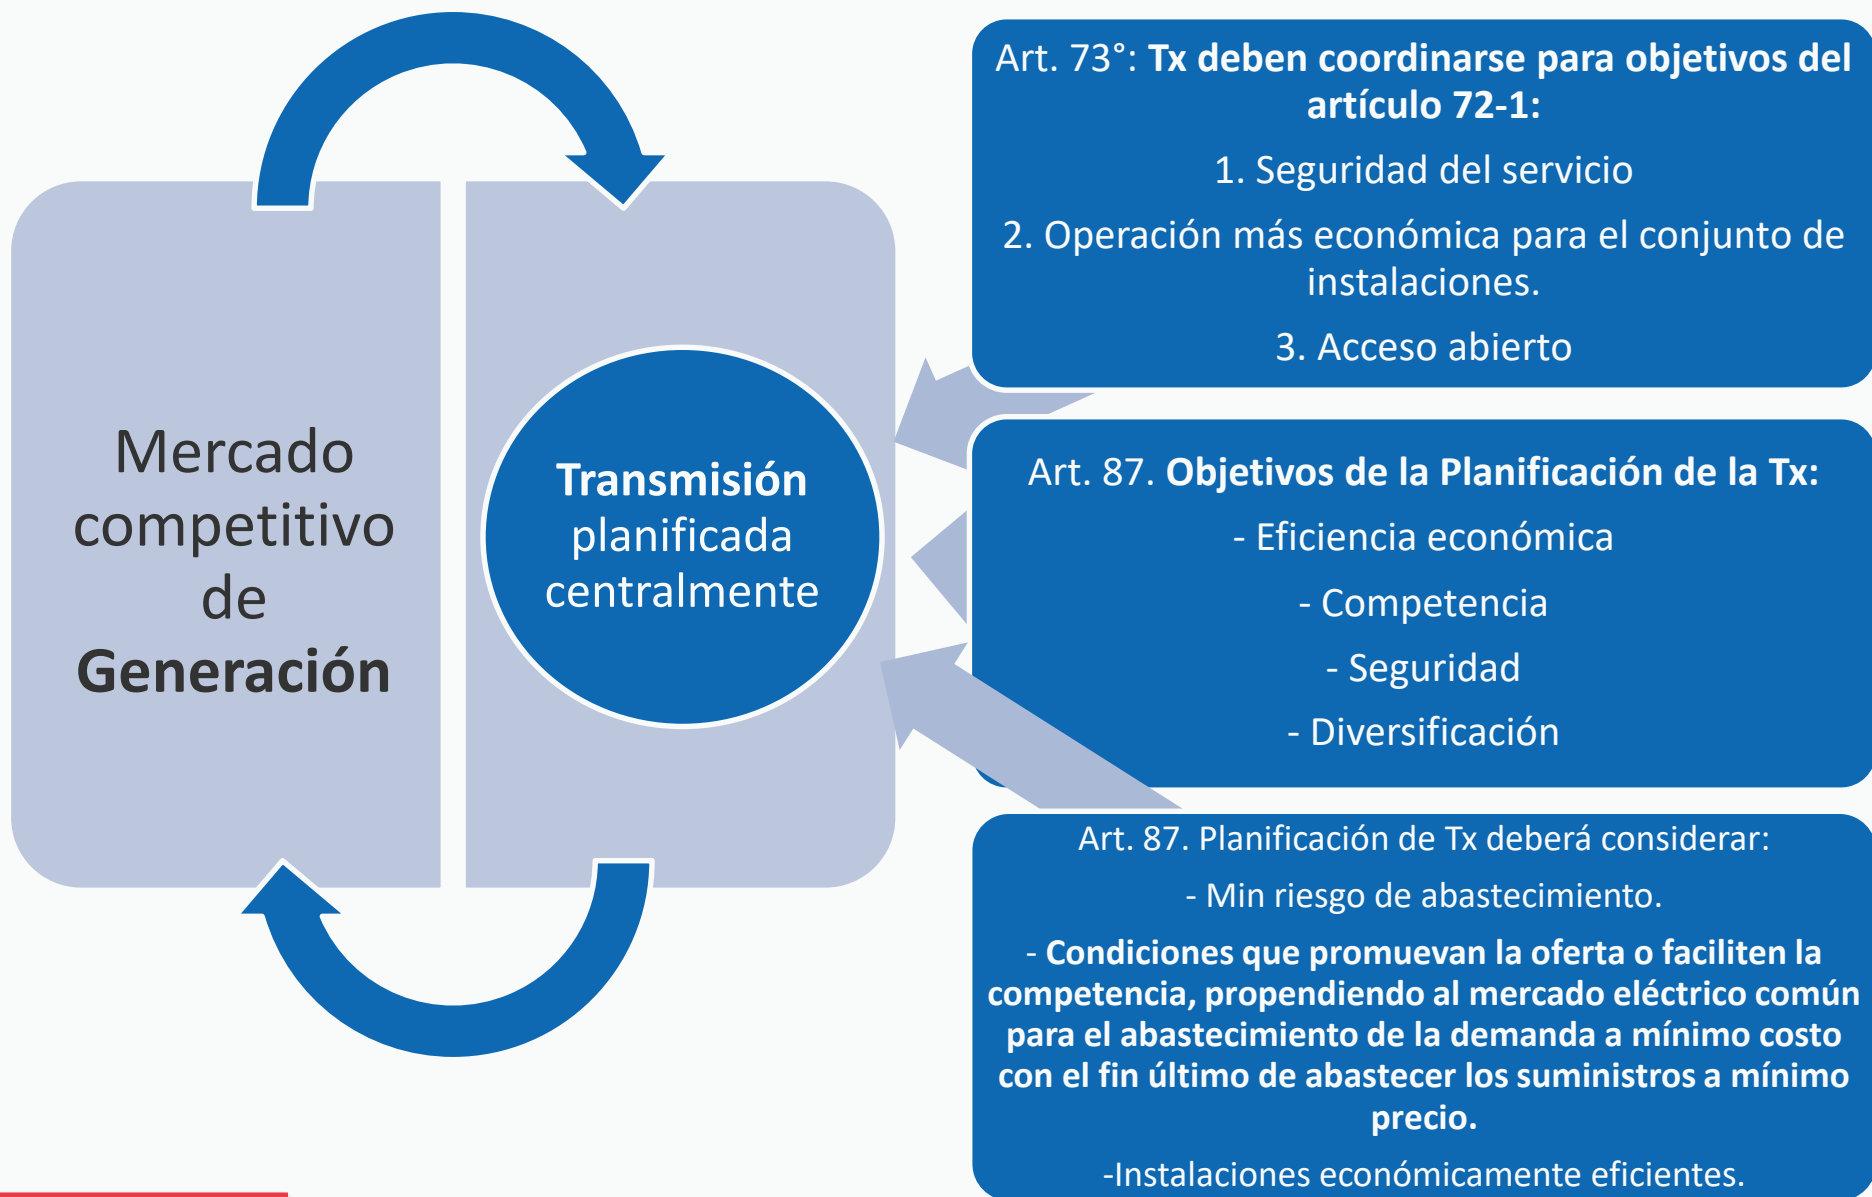 Mercado
competitivo
de
Generación
Transmisión
planificada
centralmente
Art. 73°: Tx deben coordinarse para objetivos del
artículo 72-1:
1. Seguridad del servicio
2. Operación más económica para el conjunto de
instalaciones.
3. Acceso abierto
Art. 87. Objetivos de la Planificación de la Tx:
- Eficiencia económica
- Competencia
- Seguridad
- Diversificación
Art. 87. Planificación de Tx deberá considerar:
- Min riesgo de abastecimiento.
- Condiciones que promuevan la oferta o faciliten la
competencia, propendiendo al mercado eléctrico común
para el abastecimiento de la demanda a mínimo costo
con el fin último de abastecer los suministros a mínimo
precio.
-Instalaciones económicamente eficientes.